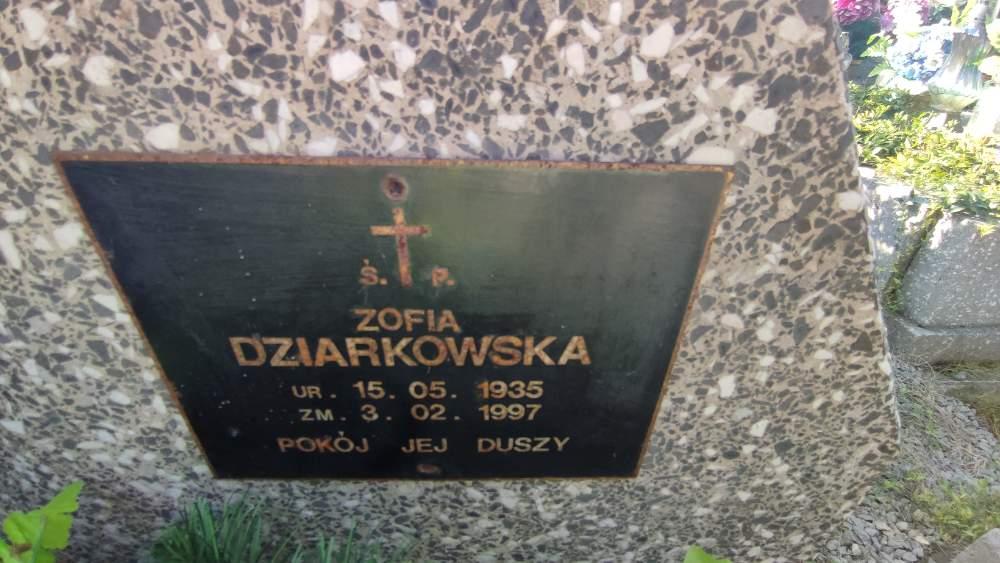 Ś. P.
ZOFIA
DZIARKOWSKA
UR. 15. 05. 1935
ZM. 3. 02. 1997
POKÓJ JEJ DUSZY